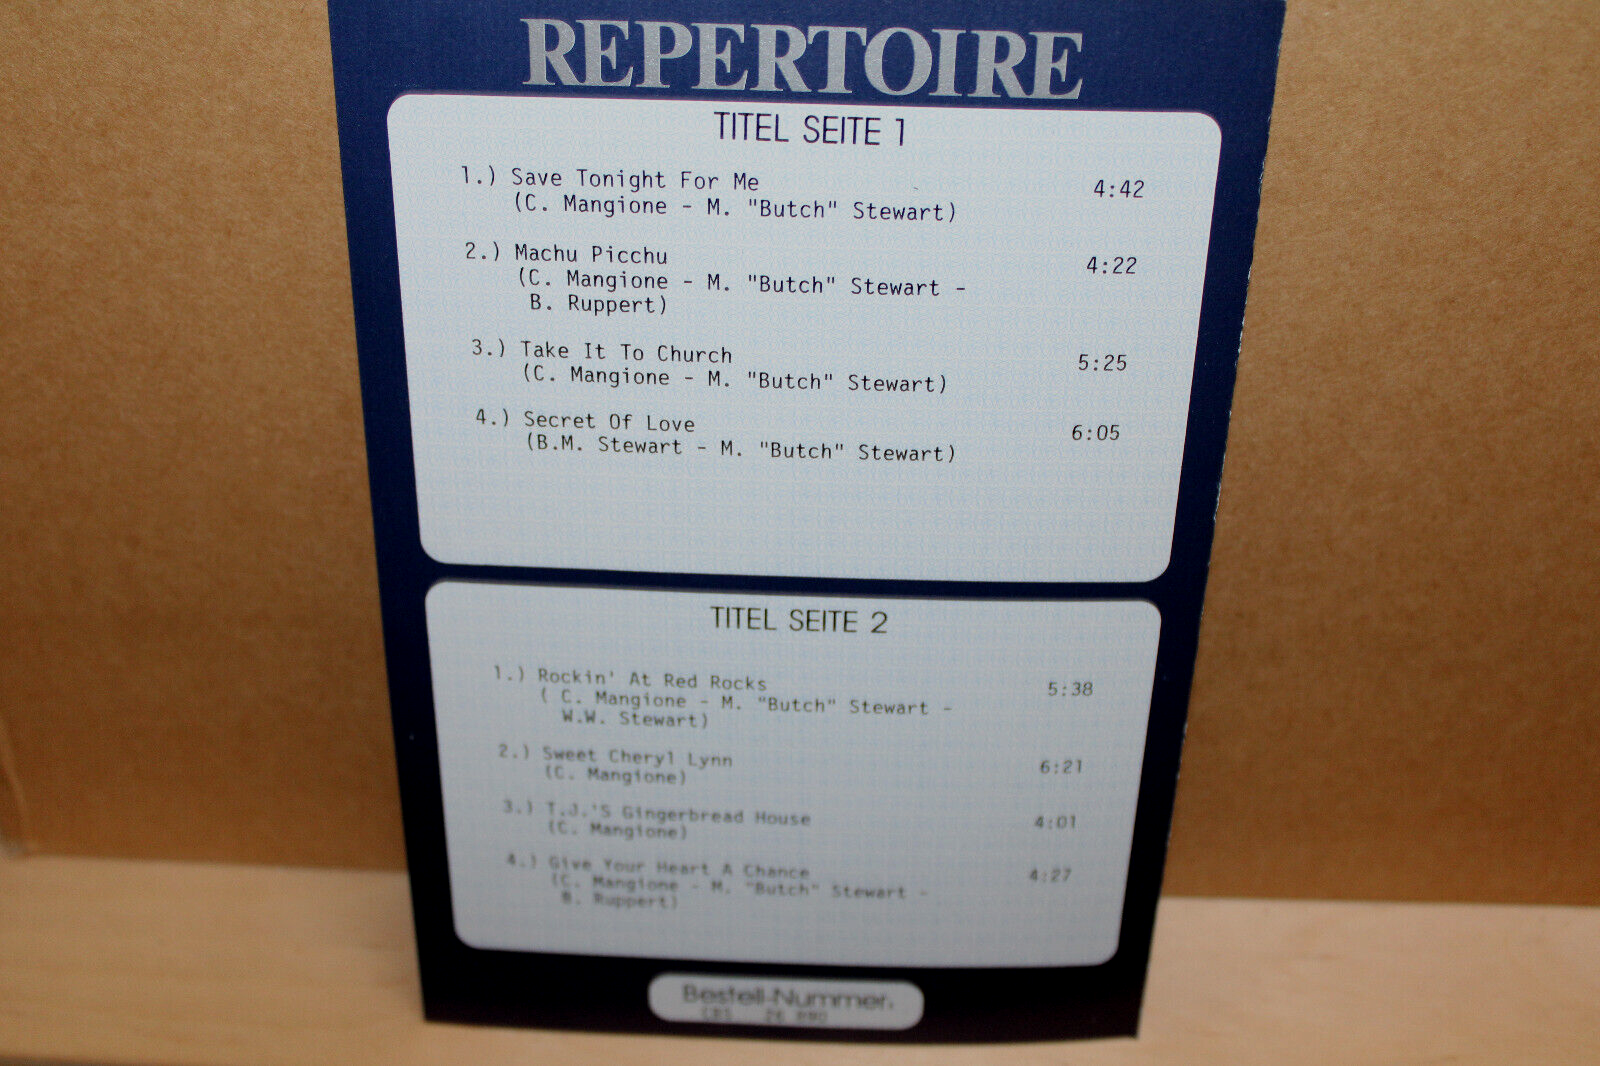 REPERTOIRE
TITEL SEITE 1
1.) Save Tonight For Me 4:42
(C. Mangione - M. "Butch" Stewart)
2.) Machu Picchu 4:22
(C. Mangione - M. "Butch" Stewart -
B. Ruppert)
3.) Take It To Church 5:25
(C. Mangione - M. "Butch" Stewart)
4.) Secret Of Love 6:05
(B.M. Stewart - M. "Butch" Stewart)
TITEL SEITE 2
1.) Rockin' At Red Rocks 5:38
( C. Mangione - M. "Butch" Stewart -
W.W. Stewart)
2.) Sweet Cheryl Lynn 6:21
(C. Mangione)
3.) T.J.'S Gingerbread House 4:01
(C. Mangione)
4.) Give Your Heart A Chance 4:27
(C. Mangione - M. "Butch" Stewart -
B. Ruppert)
Bestell-Nummer.